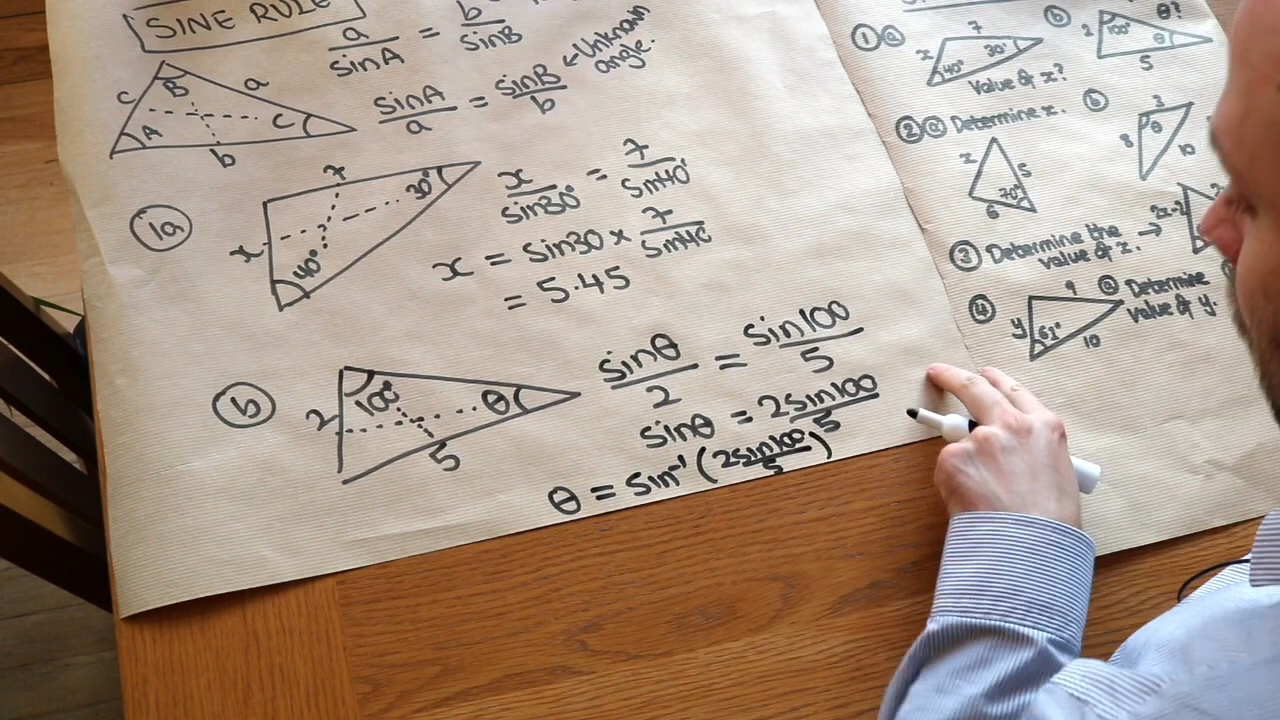 SINE RULE
a/sinA = b/sinB
sinA/a = sinB/b ← Unknown angle.
c B a
A C
b
1a 7 30°
x 40°
x/sin30° = 7/sin40°
x = sin30 × 7/sin40
= 5.45
b 100° θ
2
5
sinθ/2 = sin100/5
sinθ = 2sin100/5
θ = sin⁻¹(2sin100/5)
1 a 7 x 30° 40°
Value of x?
b θ? 2 100° θ 5
2 a Determine x.
x 5 70° 6
b 3 8 θ 10
3 Determine the value of x. → 2x-2
4 9 y 61° 10
a Determine value of y.